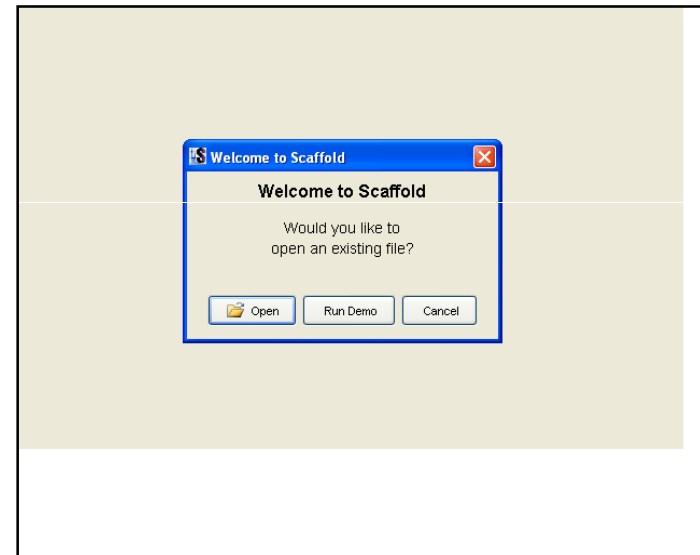 Welcome to Scaffold
Welcome to Scaffold
Would you like to
open an existing file?
Open Run Demo Cancel